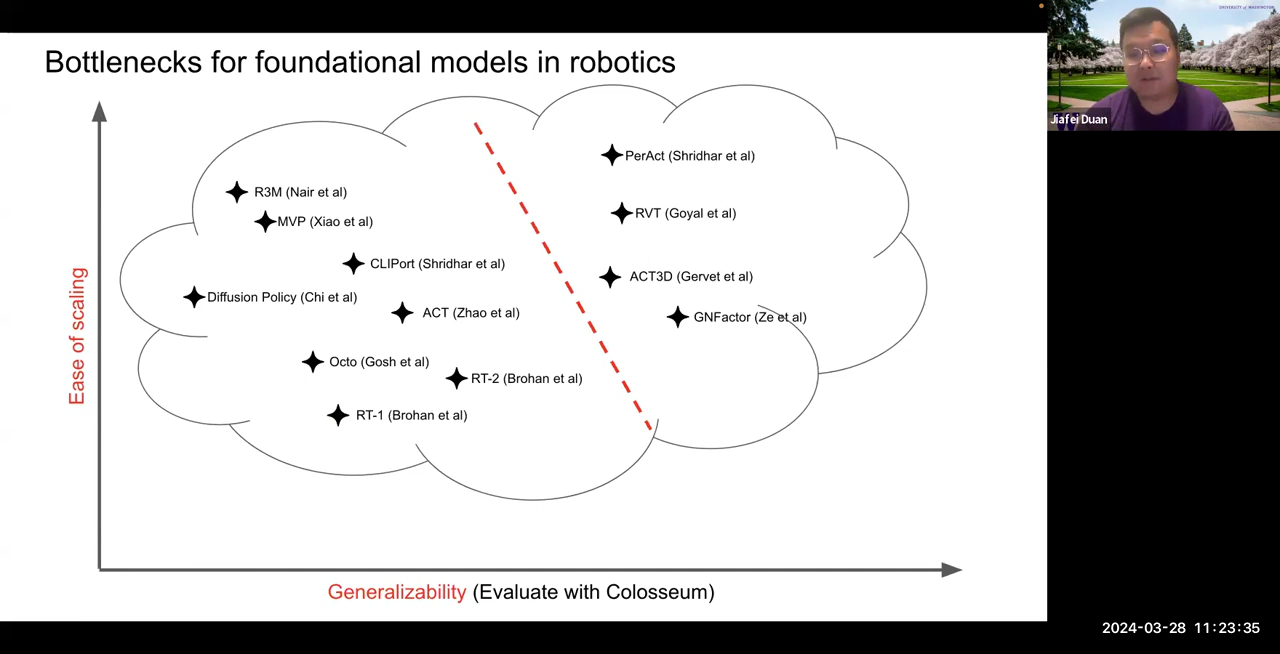 Bottlenecks for foundational models in robotics
UNIVERSITY of WASHINGTON
Jiafei Duan
PerAct (Shridhar et al)
R3M (Nair et al)
RVT (Goyal et al)
MVP (Xiao et al)
CLIPort (Shridhar et al)
ACT3D (Gervet et al)
Diffusion Policy (Chi et al)
ACT (Zhao et al)
GNFactor (Ze et al)
Octo (Gosh et al)
RT-2 (Brohan et al)
RT-1 (Brohan et al)
Ease of scaling
Generalizability (Evaluate with Colosseum)
2024-03-28 11:23:35